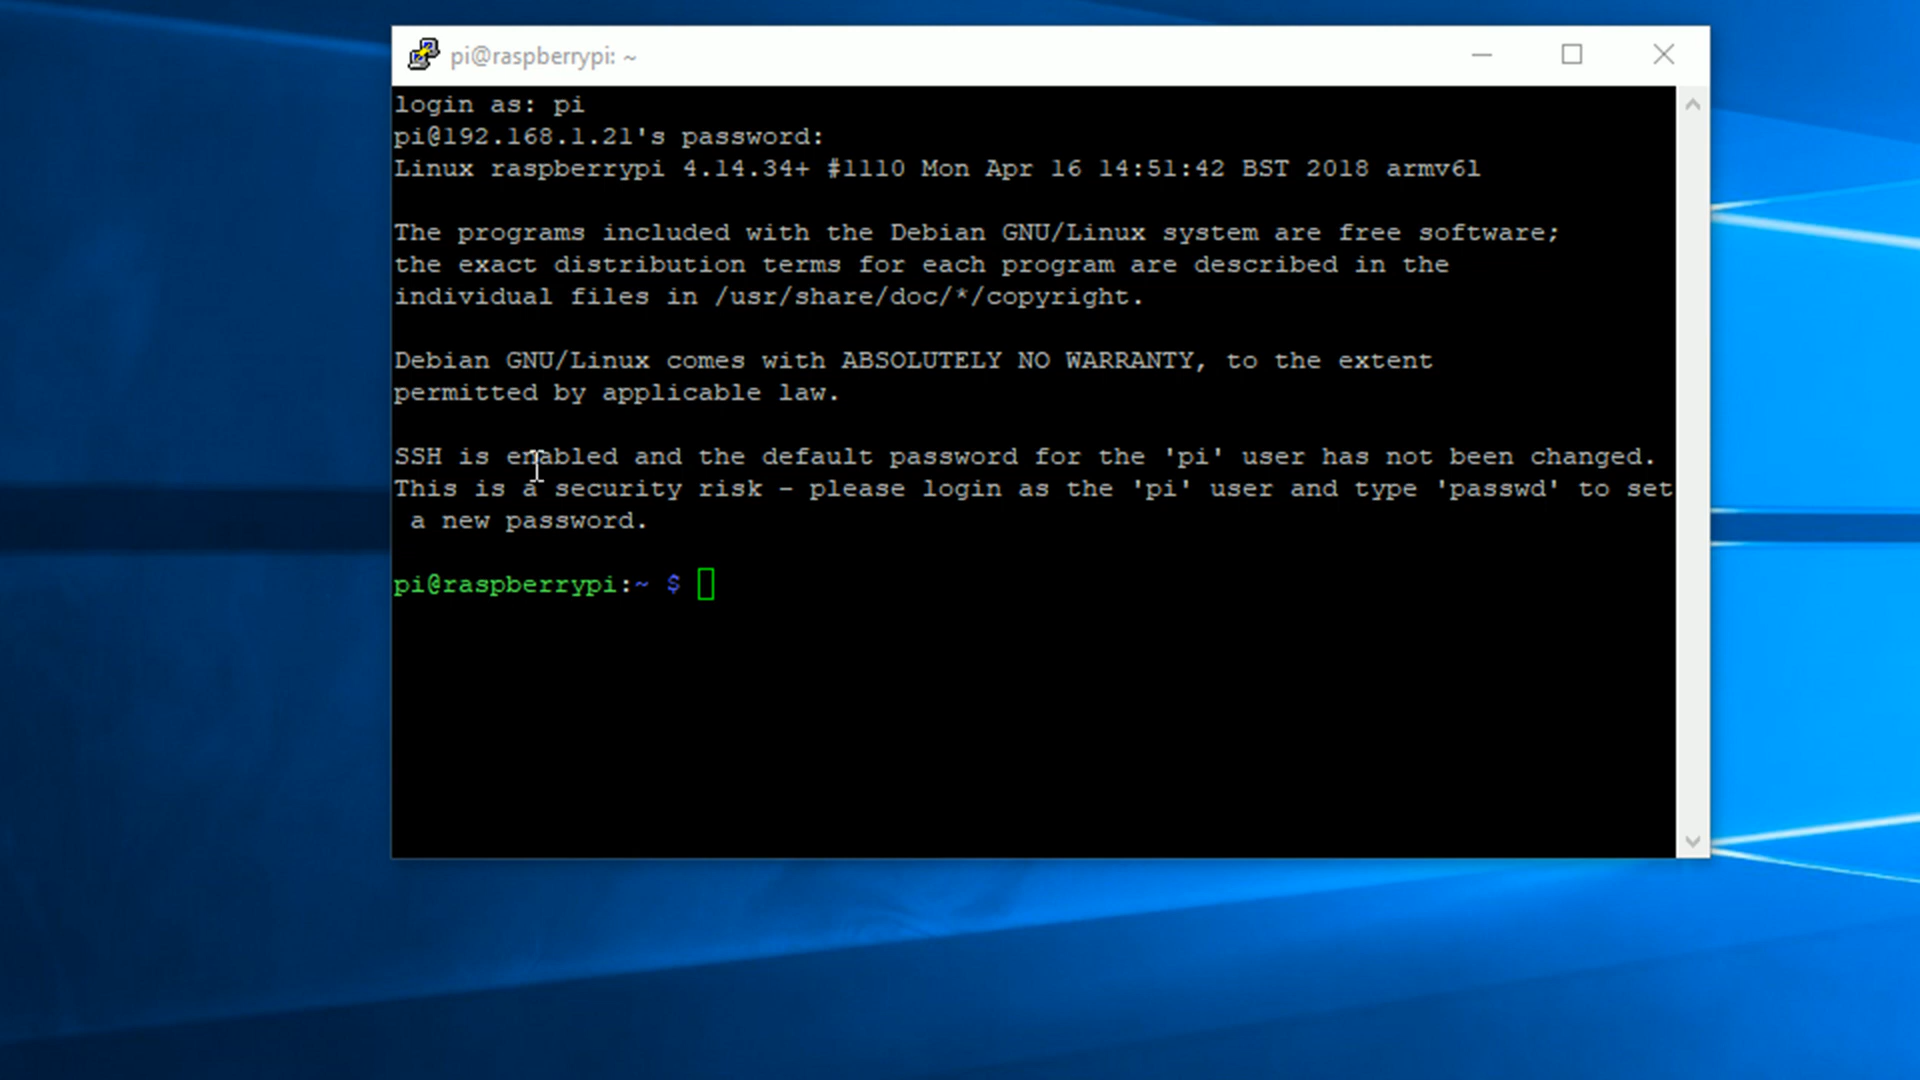 pi@raspberrypi: ~
login as: pi
pi@192.168.1.21's password:
Linux raspberrypi 4.14.34+ #1110 Mon Apr 16 14:51:42 BST 2018 armv6l
The programs included with the Debian GNU/Linux system are free software;
the exact distribution terms for each program are described in the
individual files in /usr/share/doc/*/copyright.
Debian GNU/Linux comes with ABSOLUTELY NO WARRANTY, to the extent
permitted by applicable law.
SSH is enabled and the default password for the 'pi' user has not been changed.
This is a security risk - please login as the 'pi' user and type 'passwd' to set
a new password.
pi@raspberrypi:~ $